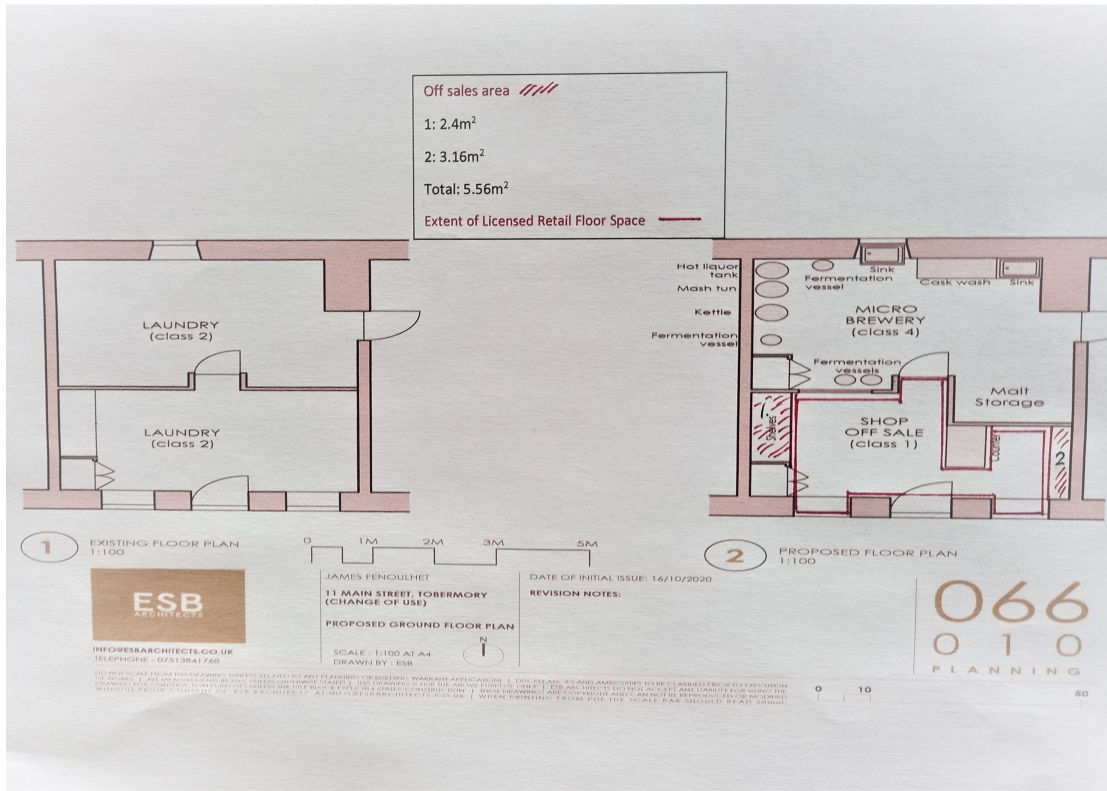 Off sales area
1: 2.4m²
2: 3.16m²
Total: 5.56m²
Extent of Licensed Retail Floor Space
LAUNDRY
(class 2)
LAUNDRY
(class 2)
Hot liquor
tank
Mash tun
Kettle
Fermentation
vessel
Fermentation
vessel
Sink
Cask wash
Sink
MICRO
BREWERY
(class 4)
Fermentation
vessels
Malt
Storage
1
Shelves
SHOP
OFF SALE
(class 1)
Counter
2
1
EXISTING FLOOR PLAN
1:100
0 1M 2M 3M 5M
2
PROPOSED FLOOR PLAN
1:100
ESB
ARCHITECTS
INFO@ESBARCHITECTS.CO.UK
TELEPHONE - 07513841768
JAMES FENOULHET
11 MAIN STREET, TOBERMORY
(CHANGE OF USE)
PROPOSED GROUND FLOOR PLAN
SCALE : 1:100 AT A4
DRAWN BY : ESB
N
DATE OF INITIAL ISSUE: 16/10/2020
REVISION NOTES:
066
010
PLANNING
0 10 50